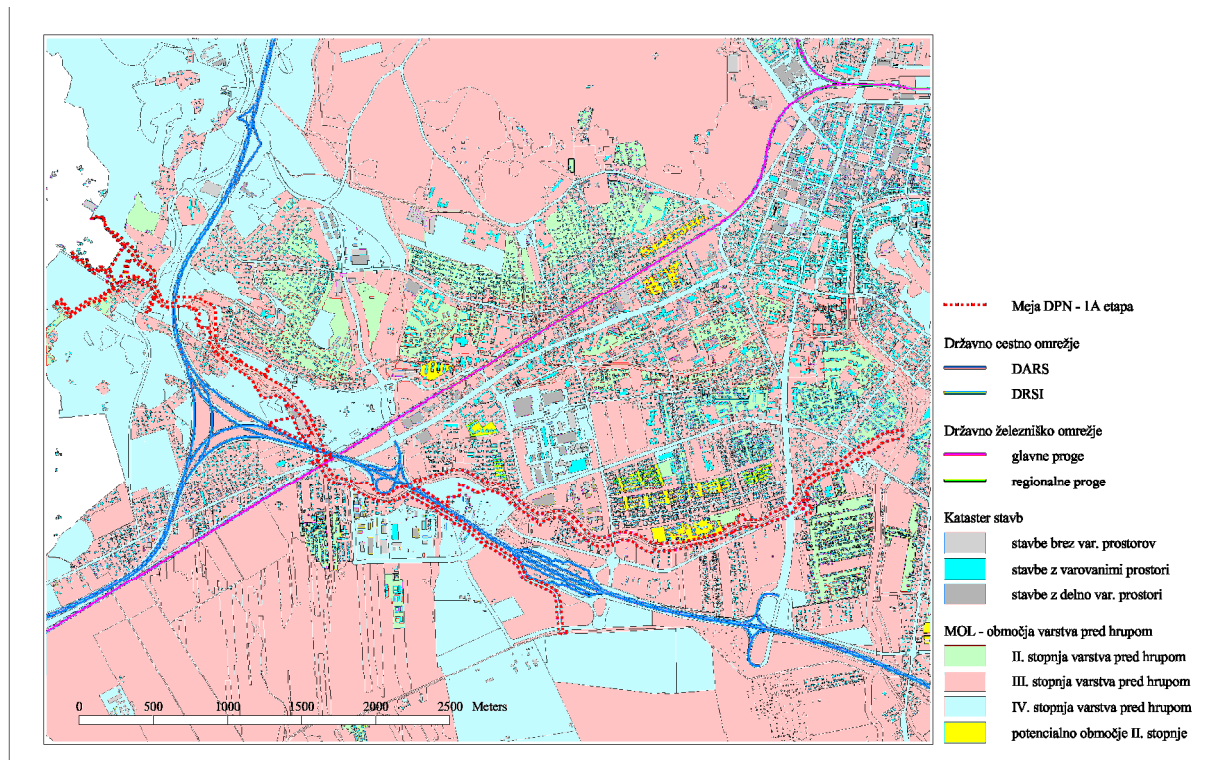 Meja DPN - 1A etapa
Državno cestno omrežje
DARS
DRSI
Državno železniško omrežje
glavne proge
regionalne proge
Kataster stavb
stavbe brez var. prostorov
stavbe z varovanimi prostori
stavbe z delno var. prostori
MOL - območja varstva pred hrupom
II. stopnja varstva pred hrupom
III. stopnja varstva pred hrupom
IV. stopnja varstva pred hrupom
potencialno območje II. stopnje
0 500 1000 1500 2000 2500 Meters